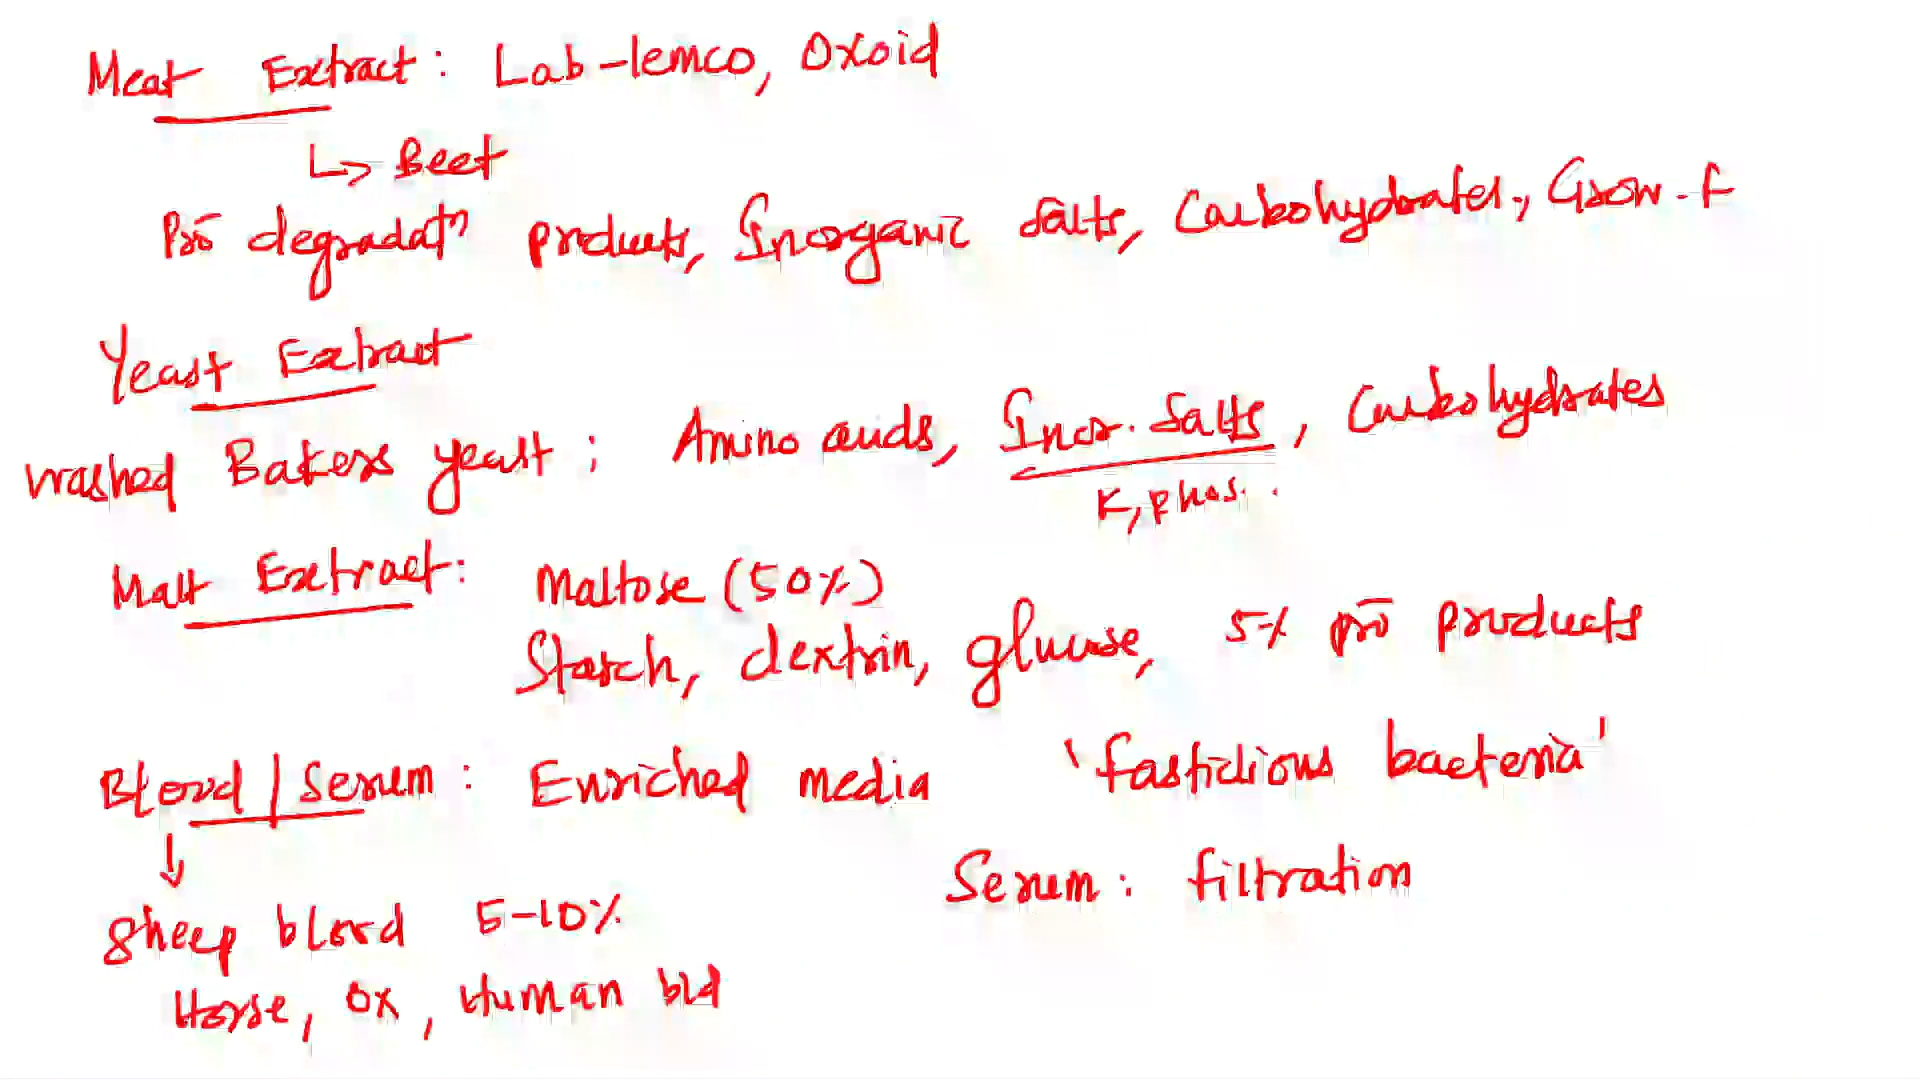 Meat Extract: Lab-lemco, Oxoid
↳ Beef
Prō degradatⁿ products, Inorganic salts, Carbohydrates, Grow. F
Yeast Extract
washed Bakers yeast; Amino acids, Inor. Salts, Carbohydrates
K, phos.
Malt Extract: Maltose (50%)
Starch, dextrin, glucose, 5% prō products
Blood/Serum: Enriched media 'fastidious bacteria'
↓
Sheep blood 5-10% Serum: filtration
Horse, Ox, Human bld